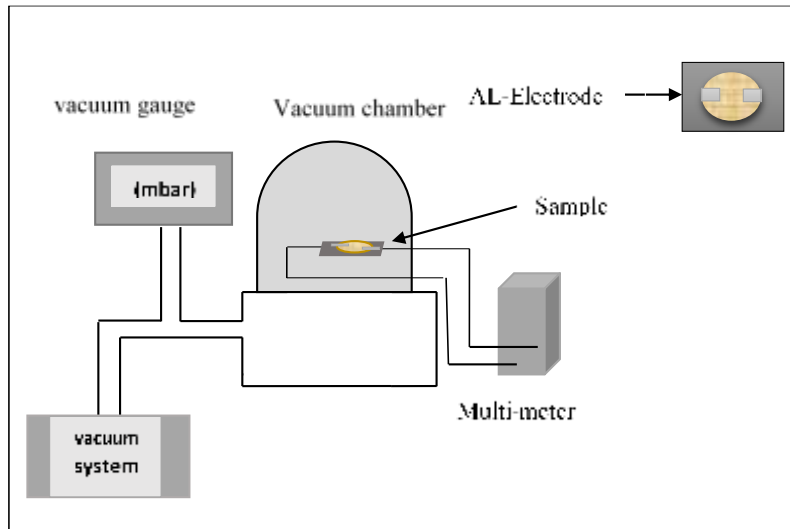 vacuum gauge
Vacuum chamber
AL-Electrode
(mbar)
Sample
Multi-meter
vacuum
system